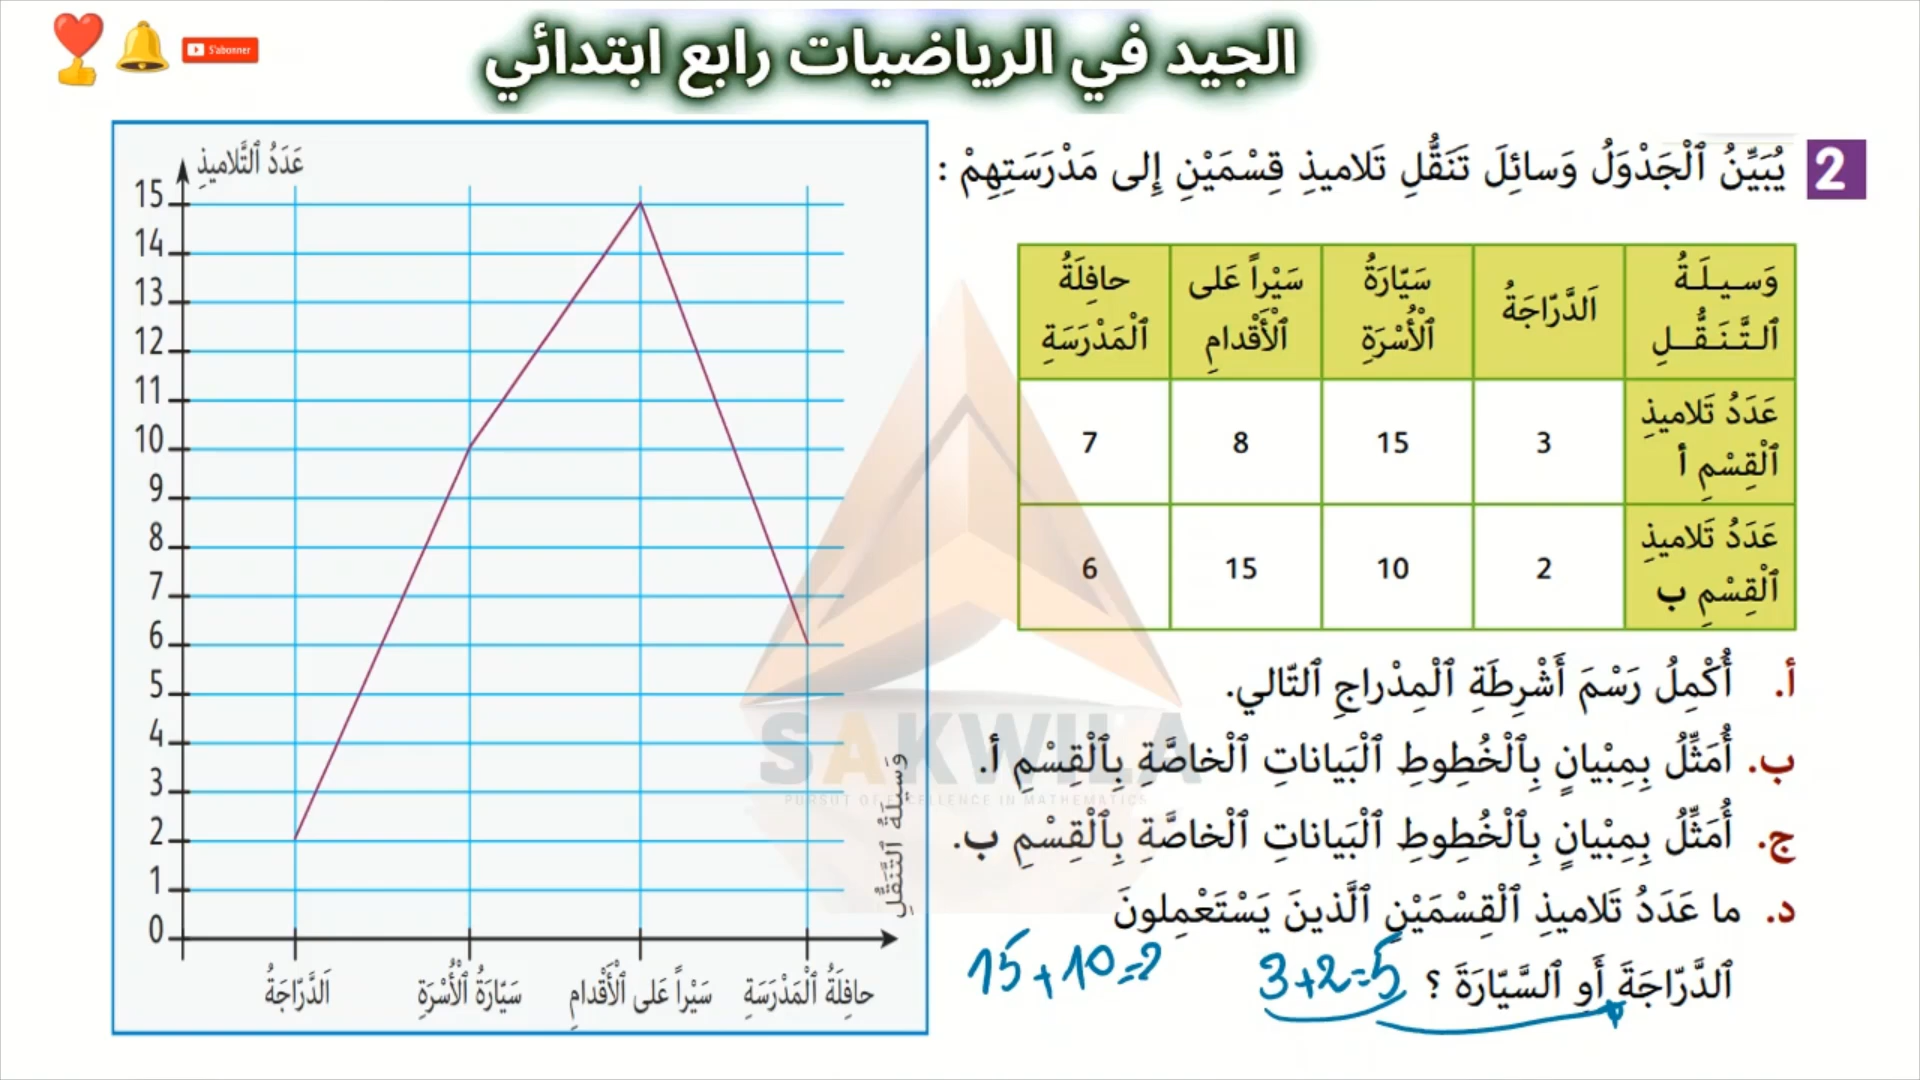 الجيد في الرياضيات رابع ابتدائي
S'abonner
2 يُبَيِّنُ ٱلْجَدْوَلُ وَسائِلَ تَنَقُّلِ تَلاميذِ قِسْمَيْنِ إِلى مَدْرَسَتِهِمْ :
وَسيلَةُ ٱلتَّنَقُّلِ اَلدَّرّاجَةُ سَيّارَةُ ٱلْأُسْرَةِ سَيْراً عَلى ٱلْأَقْدامِ حافِلَةُ ٱلْمَدْرَسَةِ
عَدَدُ تَلاميذِ ٱلْقِسْمِ أ 3 15 8 7
عَدَدُ تَلاميذِ ٱلْقِسْمِ ب 2 10 15 6
أ. أُكْمِلُ رَسْمَ أَشْرِطَةِ ٱلْمِدْراجِ ٱلتّالي.
ب. أُمَثِّلُ بِمِبْيانٍ بِٱلْخُطوطِ ٱلْبَياناتِ ٱلْخاصَّةِ بِٱلْقِسْمِ أ.
ج. أُمَثِّلُ بِمِبْيانٍ بِٱلْخُطوطِ ٱلْبَياناتِ ٱلْخاصَّةِ بِٱلْقِسْمِ ب.
د. ما عَدَدُ تَلاميذِ ٱلْقِسْمَيْنِ ٱلَّذينَ يَسْتَعْمِلونَ
ٱلدَّرّاجَةَ أَوِ ٱلسَّيّارَةَ ؟
3+2=5
15+10=?
عَدَدُ ٱلتَّلاميذِ
15
14
13
12
11
10
9
8
7
6
5
4
3
2
1
0
وَسيلَةُ ٱلتَّنَقُّلِ
اَلدَّرّاجَةُ سَيّارَةُ ٱلْأُسْرَةِ سَيْراً عَلى ٱلْأَقْدامِ حافِلَةُ ٱلْمَدْرَسَةِ
SAKWILA
PURSUT OF EXCELLENCE IN MATHEMATICS